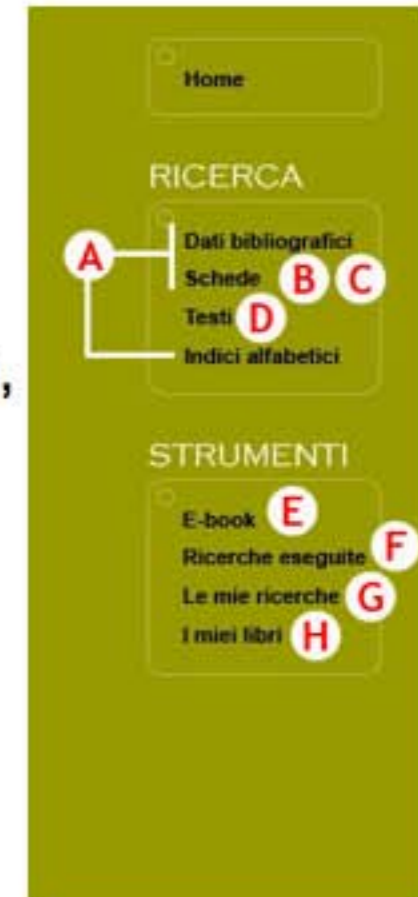 Home
RICERCA
A Dati bibliografici
Schede B C
Testi D
Indici alfabetici
,
STRUMENTI
E-book E
Ricerche eseguite F
Le mie ricerche G
I miei libri H